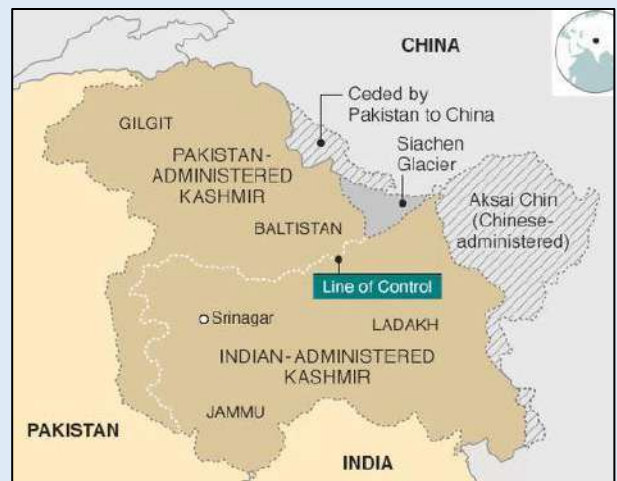 CHINA
Ceded by
Pakistan to China
GILGIT
Siachen
Glacier
PAKISTAN-
ADMINISTERED
KASHMIR
Aksai Chin
(Chinese-
administered)
BALTISTAN
Line of Control
Srinagar
LADAKH
INDIAN-ADMINISTERED
KASHMIR
JAMMU
PAKISTAN
INDIA